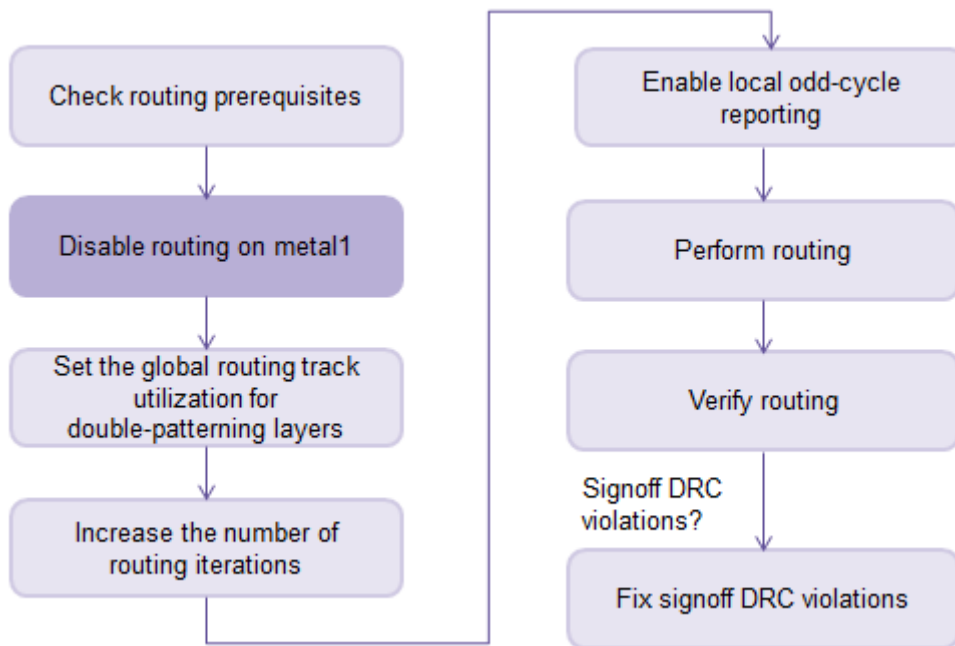 Check routing prerequisites
Disable routing on metal1
Set the global routing track
utilization for
double-patterning layers
Increase the number of
routing iterations
Enable local odd-cycle
reporting
Perform routing
Verify routing
Signoff DRC
violations?
Fix signoff DRC violations